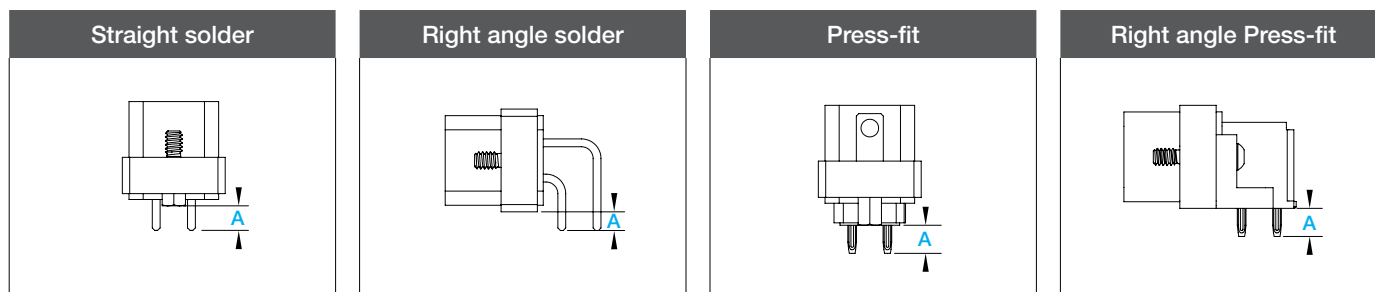 Straight solder
Right angle solder
Press-fit
Right angle Press-fit
A
A
A
A